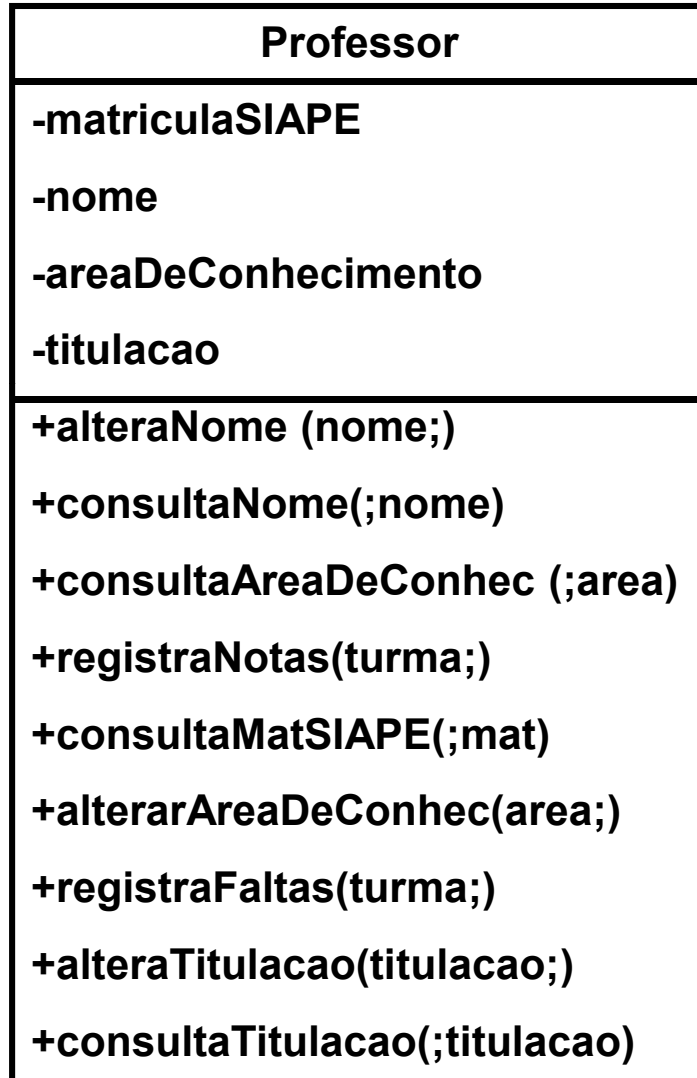 Professor
-matriculaSIAPE
-nome
-areaDeConhecimento
-titulacao
+alteraNome (nome;)
+consultaNome(;nome)
+consultaAreaDeConhec (;area)
+registraNotas(turma;)
+consultaMatSIAPE(;mat)
+alterarAreaDeConhec(area;)
+registraFaltas(turma;)
+alteraTitulacao(titulacao;)
+consultaTitulacao(;titulacao)